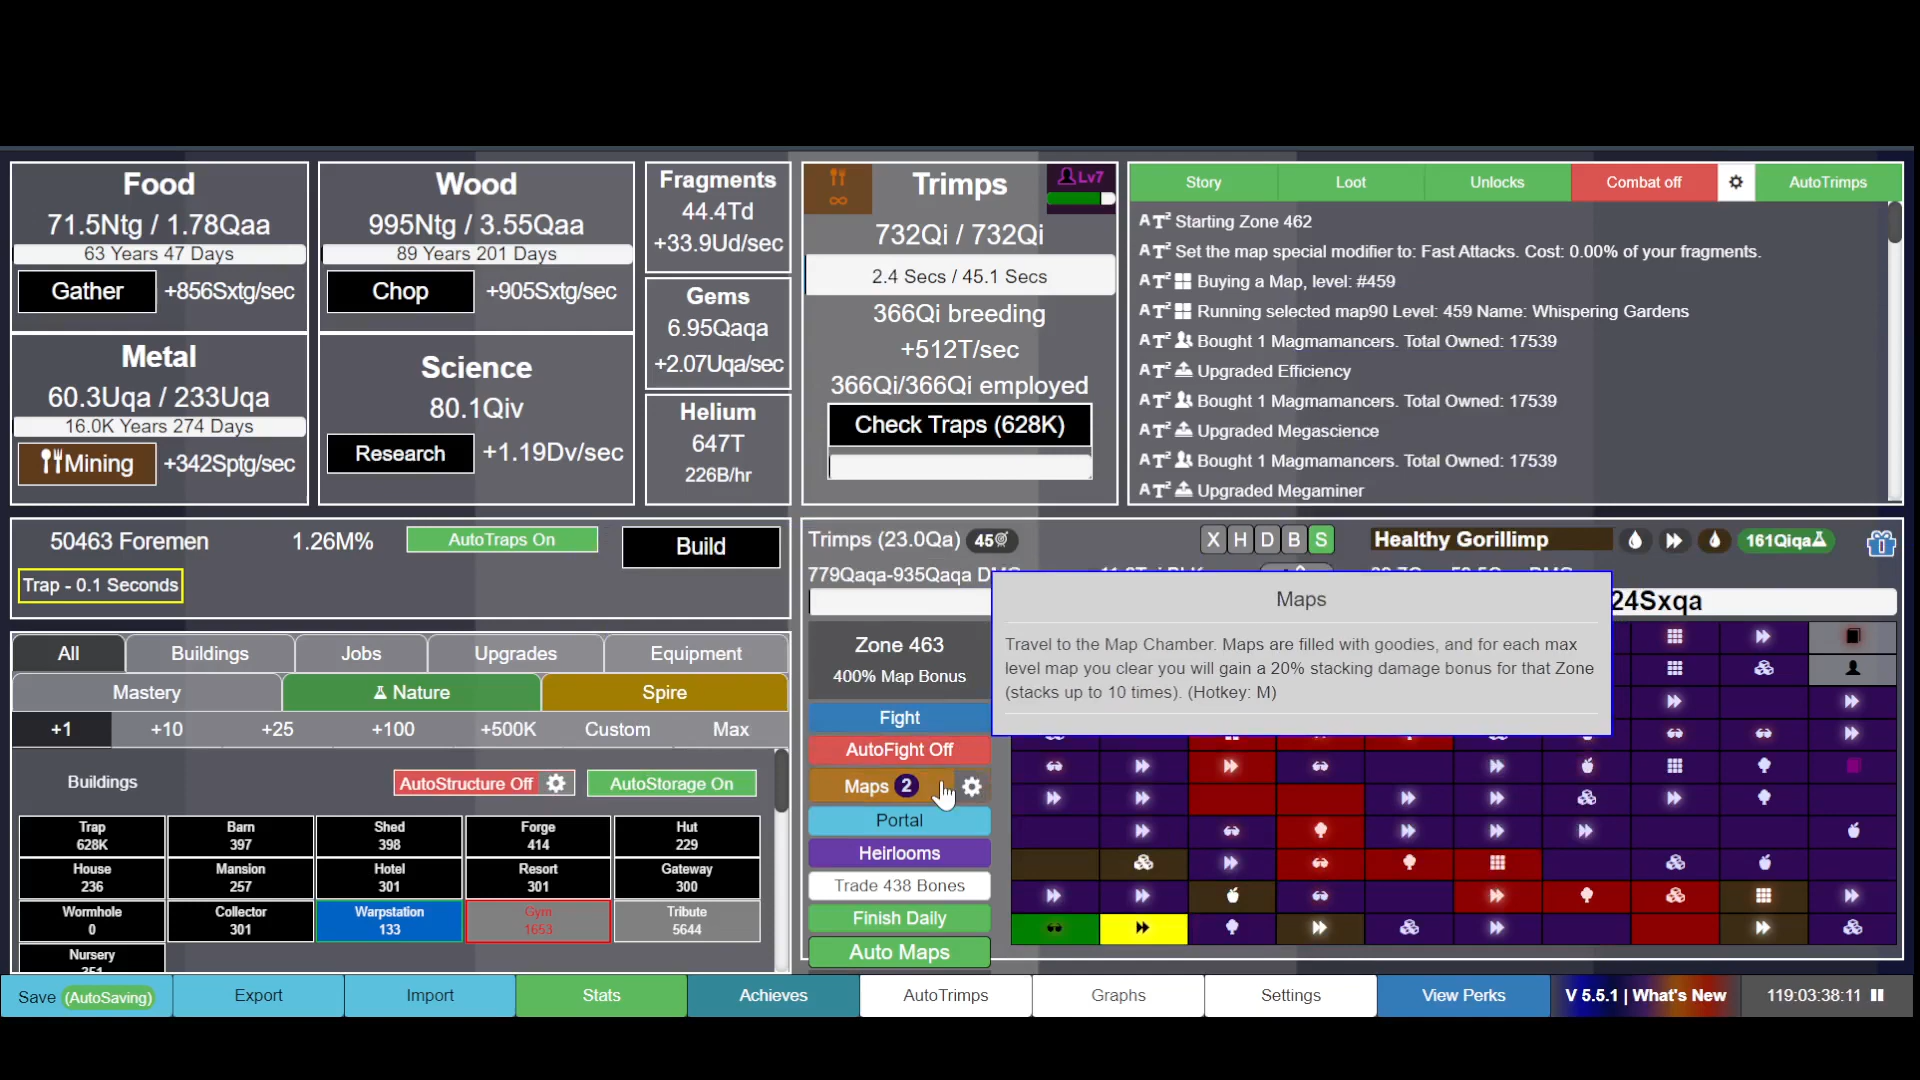 Food
71.5Ntg / 1.78Qaa
63 Years 47 Days
Gather +856Sxtg/sec
Wood
995Ntg / 3.55Qaa
89 Years 201 Days
Chop +905Sxtg/sec
Metal
60.3Uqa / 233Uqa
16.0K Years 274 Days
Mining +342Sptg/sec
Science
80.1Qiv
Research +1.19Dv/sec
Fragments
44.4Td
+33.9Ud/sec
Gems
6.95Qaqa
+2.07Uqa/sec
Helium
647T
226B/hr
∞
Trimps
Lv7
732Qi / 732Qi
2.4 Secs / 45.1 Secs
366Qi breeding
+512T/sec
366Qi/366Qi employed
Check Traps (628K)
Story Loot Unlocks Combat off AutoTrimps
AT² Starting Zone 462
AT² Set the map special modifier to: Fast Attacks. Cost: 0.00% of your fragments.
AT² Buying a Map, level: #459
AT² Running selected map90 Level: 459 Name: Whispering Gardens
AT² Bought 1 Magmamancers. Total Owned: 17539
AT² Upgraded Efficiency
AT² Bought 1 Magmamancers. Total Owned: 17539
AT² Upgraded Megascience
AT² Bought 1 Magmamancers. Total Owned: 17539
AT² Upgraded Megaminer
50463 Foremen 1.26M% AutoTraps On Build
Trap - 0.1 Seconds
All Buildings Jobs Upgrades Equipment
Mastery Nature Spire
+1 +10 +25 +100 +500K Custom Max
Buildings AutoStructure Off AutoStorage On
Trap Barn Shed Forge Hut
628K 397 398 414 229
House Mansion Hotel Resort Gateway
236 257 301 301 300
Wormhole Collector Warpstation Gym Tribute
0 301 133 1653 5644
Nursery
Trimps (23.0Qa) 45 X H D B S Healthy Gorillimp 161Qiqa
779Qaqa-935Qaqa
24Sxqa
Zone 463
400% Map Bonus
Fight
AutoFight Off
Maps 2
Portal
Heirlooms
Trade 438 Bones
Finish Daily
Auto Maps
Maps
Travel to the Map Chamber. Maps are filled with goodies, and for each max
level map you clear you will gain a 20% stacking damage bonus for that Zone
(stacks up to 10 times). (Hotkey: M)
Save (AutoSaving) Export Import Stats Achieves AutoTrimps Graphs Settings View Perks V 5.5.1 | What's New 119:03:38:11